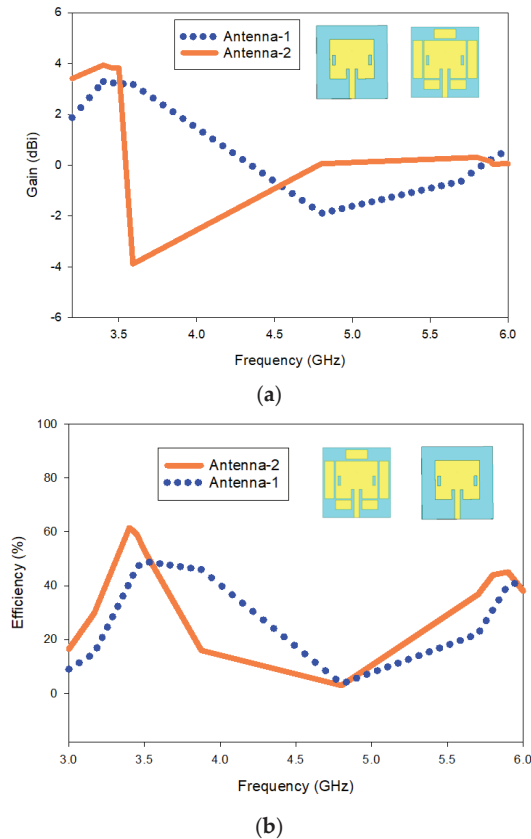 6
4
2
0
-2
-4
-6
Gain (dBi)
Antenna-1
Antenna-2
3.5
4.0
4.5
5.0
5.5
6.0
Frequency (GHz)
(a)
100
80
60
40
20
0
Efficiency (%)
Antenna-2
Antenna-1
3.0
3.5
4.0
4.5
5.0
5.5
6.0
Frequency (GHz)
(b)